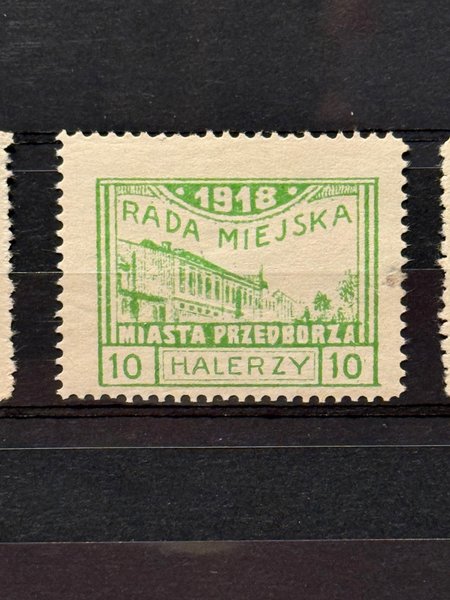 1918
RADA MIEJSKA
MIASTA PRZEDBORZA
10 HALERZY 10